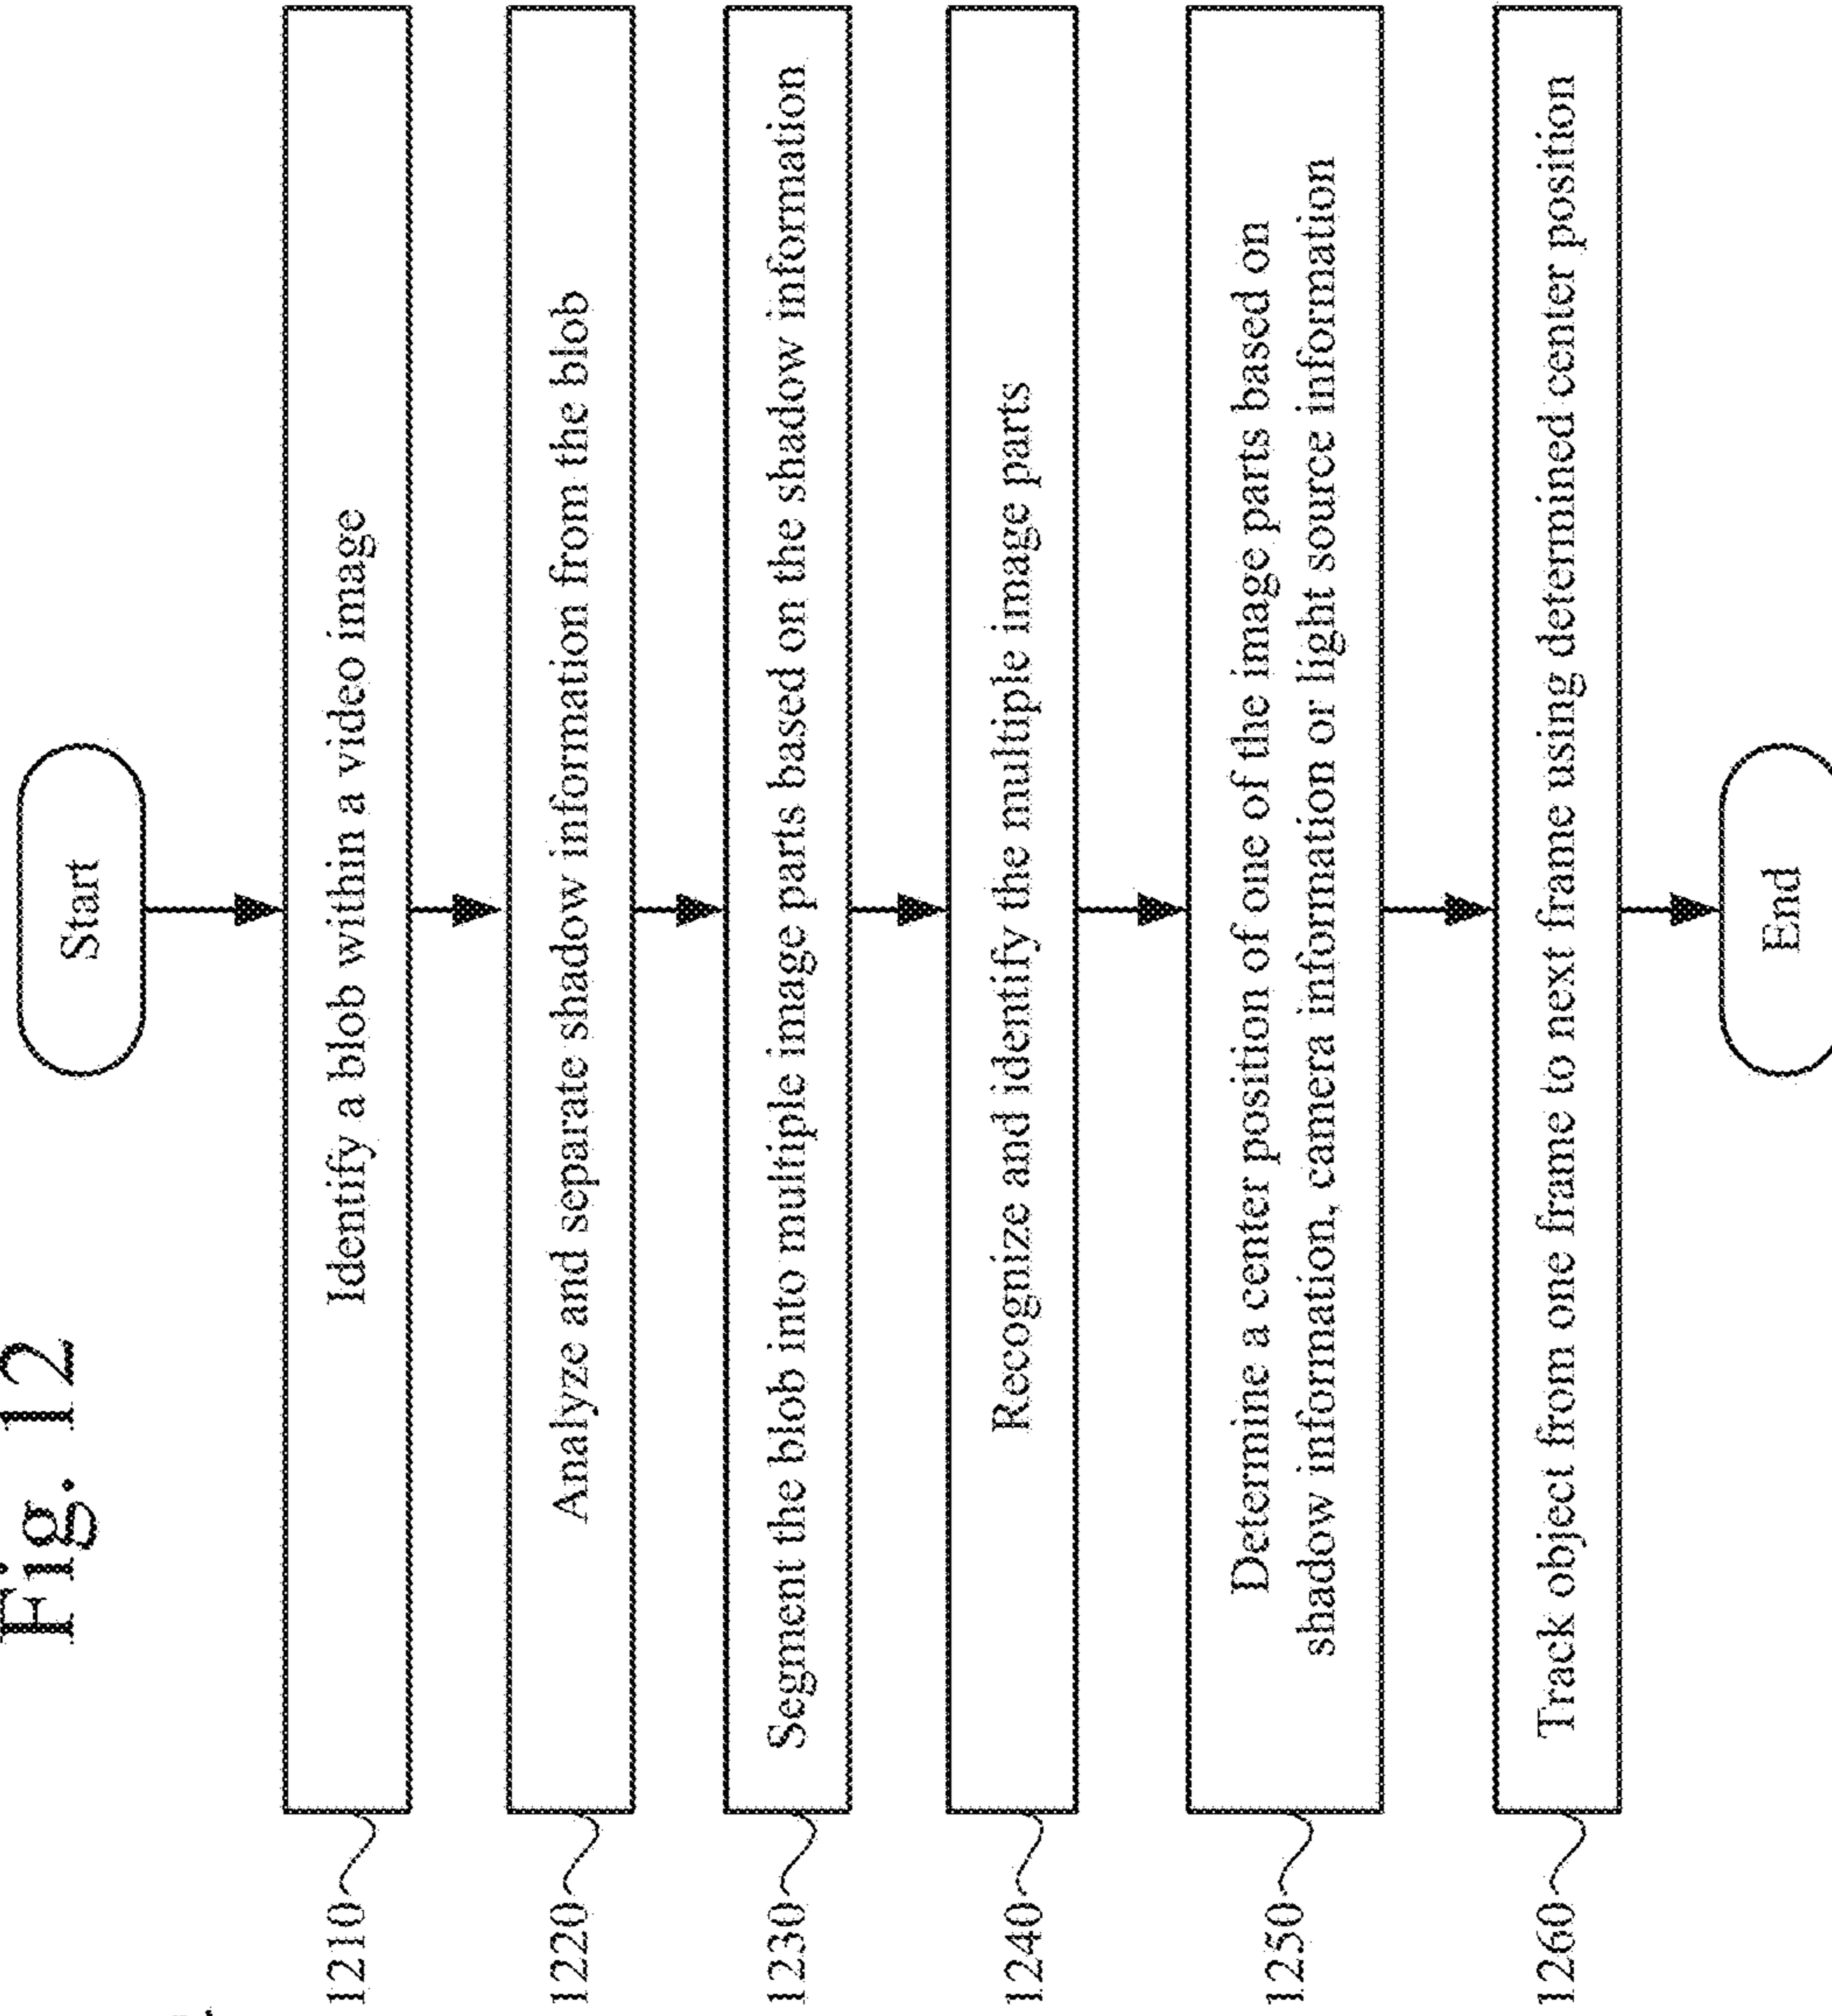 Fig. 12
Start
1210
Identify a blob within a video image
1220
Analyze and separate shadow information from the blob
1230
Segment the blob into multiple image parts based on the shadow information
1240
Recognize and identify the multiple image parts
1250
Determine a center position of one of the image parts based on
shadow information, camera information or light source information
1260
Track object from one frame to next frame using determined center position
End